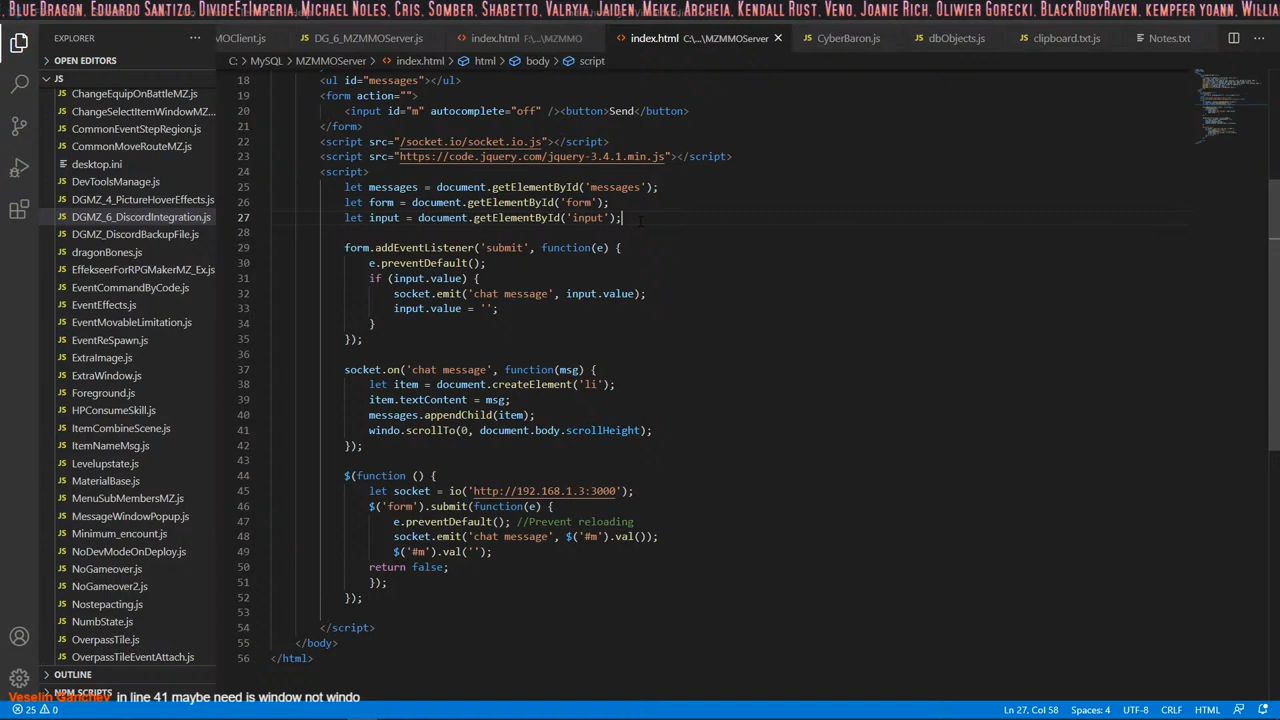 BLUE DRAGON, EDUARDO SANTIZO, DIVIDEETIMPERIA, MICHAEL NOLES, CRIS, SOMBER, SHABETTO, VALRYIA, JAIDEN, MEIKE, ARCHEIA, KENDALL RUST, VENO, JOANIE RICH, OLIWIER GORECKI, BLACKRUBYRAVEN, KEMPFER YOANN, WILLIA
EXPLORER ...
MOClient.js DG_6_MZMMOServer.js index.html F:\...\MZMMO index.html C:\...\MZMMOServer CyberBaron.js dbObjects.js clipboard.txt.js Notes.txt
OPEN EDITORS
C: > MySQL > MZMMOServer > index.html > html > body > script
JS
ChangeEquipOnBattleMZ.js
ChangeSelectItemWindowMZ...
CommonEventStepRegion.js
CommonMoveRouteMZ.js
desktop.ini
DevToolsManage.js
DGMZ_4_PictureHoverEffects.js
DGMZ_6_DiscordIntegration.js
DGMZ_DiscordBackupFile.js
dragonBones.js
EffekseerForRPGMakerMZ_Ex.js
EventCommandByCode.js
EventEffects.js
EventMovableLimitation.js
EventReSpawn.js
ExtraImage.js
ExtraWindow.js
Foreground.js
HPConsumeSkill.js
ItemCombineScene.js
ItemNameMsg.js
Levelupstate.js
MaterialBase.js
MenuSubMembersMZ.js
MessageWindowPopup.js
Minimum_encount.js
NoDevModeOnDeploy.js
NoGameover.js
NoGameover2.js
Nostepacting.js
NumbState.js
OverpassTile.js
OverpassTileEventAttach.js
OUTLINE
NPM SCRIPTS
18 <ul id="messages"></ul>
19 <form action="">
20 <input id="m" autocomplete="off" /><button>Send</button>
21 </form>
22 <script src="/socket.io/socket.io.js"></script>
23 <script src="https://code.jquery.com/jquery-3.4.1.min.js"></script>
24 <script>
25 let messages = document.getElementById('messages');
26 let form = document.getElementById('form');
27 let input = document.getElementById('input');
28
29 form.addEventListener('submit', function(e) {
30 e.preventDefault();
31 if (input.value) {
32 socket.emit('chat message', input.value);
33 input.value = '';
34 }
35 });
36
37 socket.on('chat message', function(msg) {
38 let item = document.createElement('li');
39 item.textContent = msg;
40 messages.appendChild(item);
41 windo.scrollTo(0, document.body.scrollHeight);
42 });
43
44 $(function () {
45 let socket = io('http://192.168.1.3:3000');
46 $('form').submit(function(e) {
47 e.preventDefault(); //Prevent reloading
48 socket.emit('chat message', $('#m').val());
49 $('#m').val('');
50 return false;
51 });
52 });
53
54 </script>
55 </body>
56 </html>
Veselin Ganchev in line 41 maybe need is window not windo
25 0 Ln 27, Col 58 Spaces: 4 UTF-8 CRLF HTML